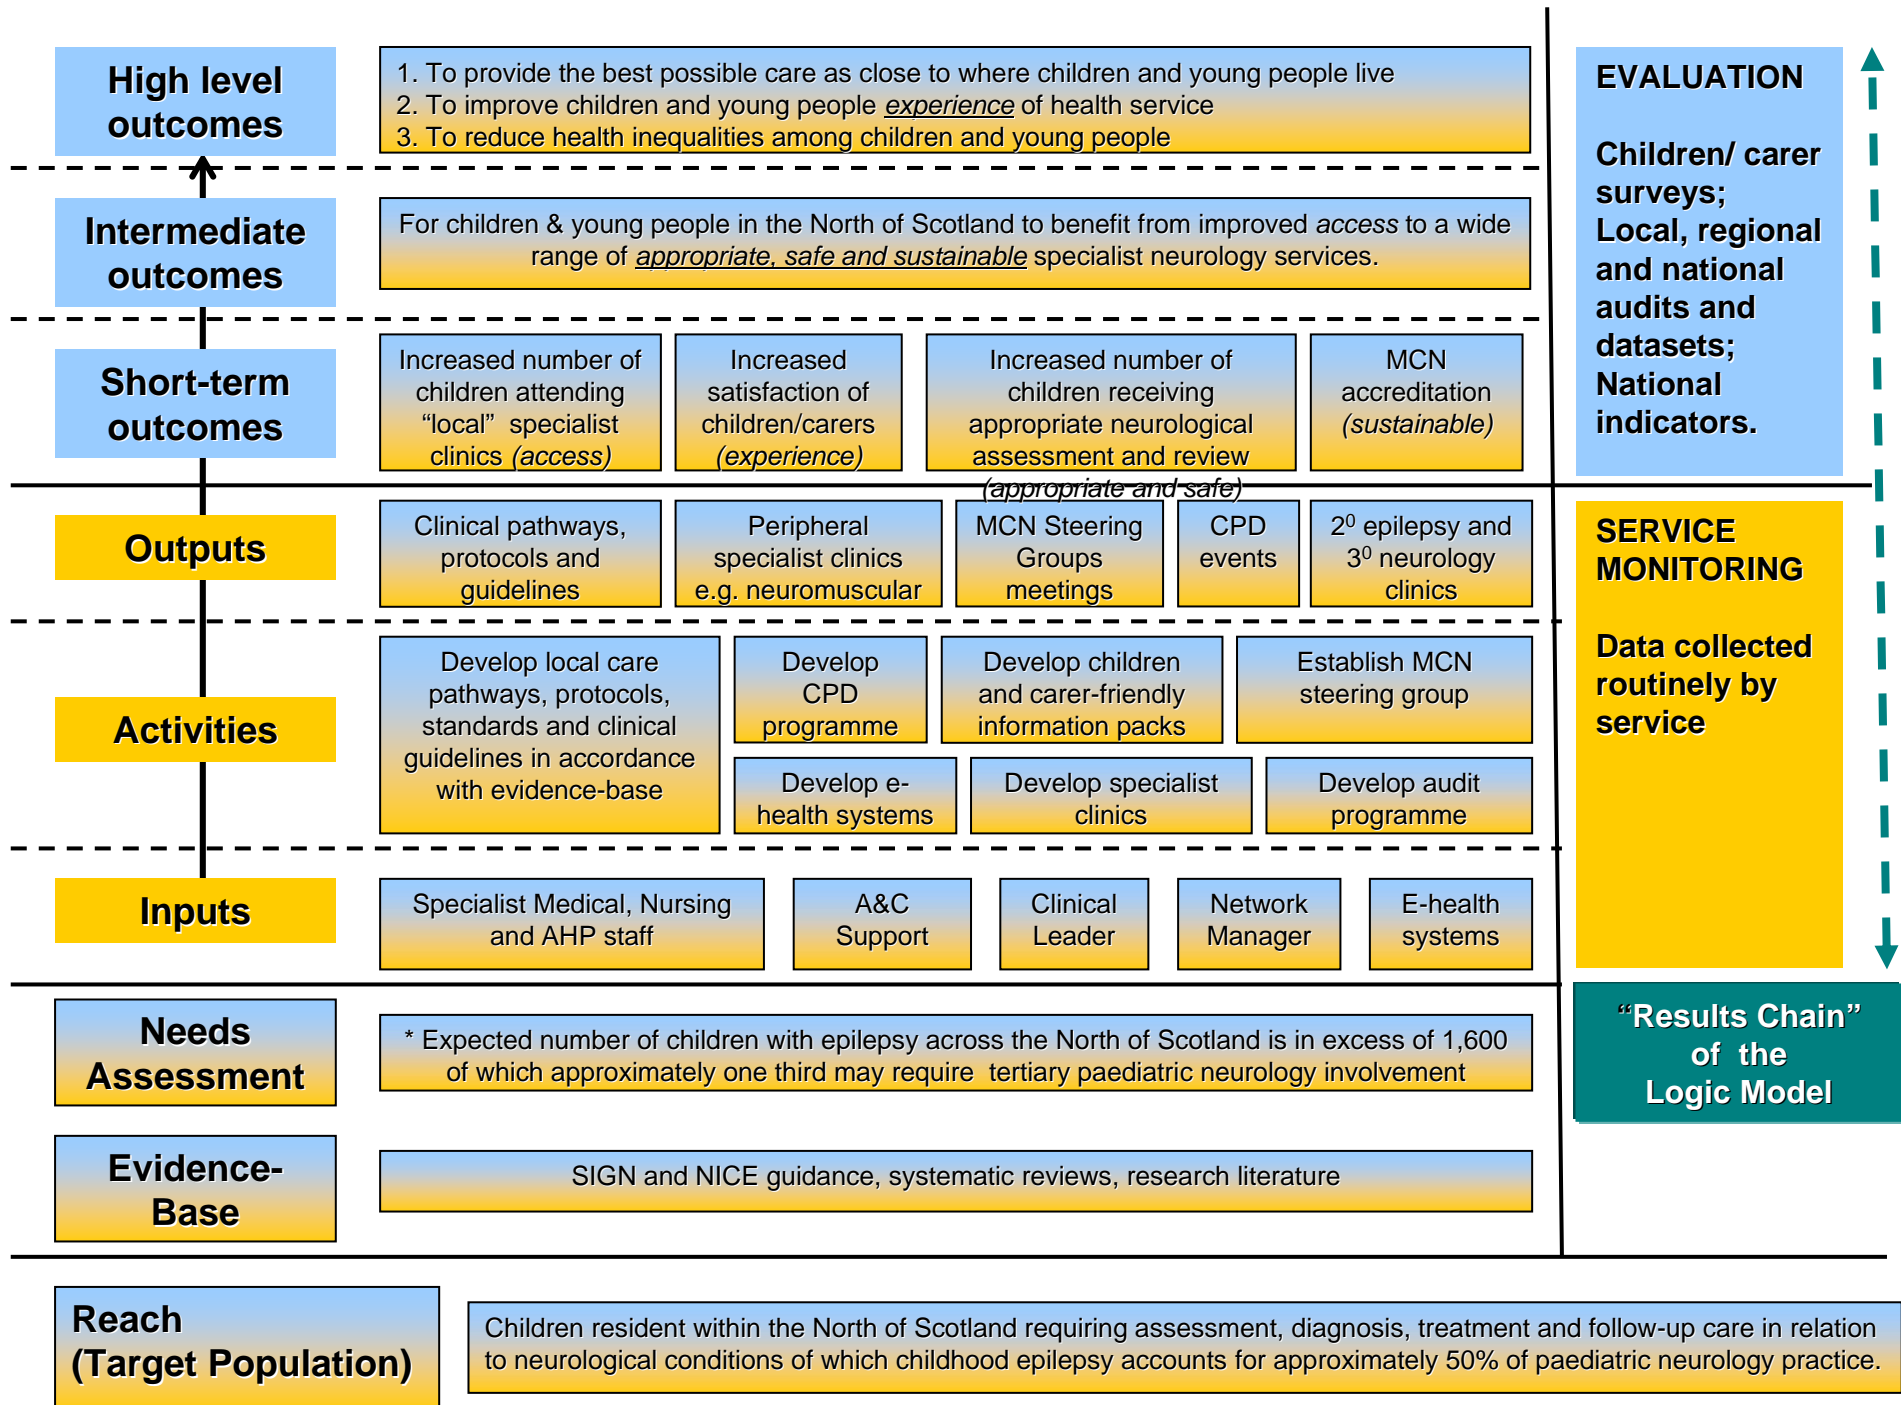 High level
outcomes
1. To provide the best possible care as close to where children and young people live
2. To improve children and young people experience of health service
3. To reduce health inequalities among children and young people
Intermediate
outcomes
For children & young people in the North of Scotland to benefit from improved access to a wide
range of appropriate, safe and sustainable specialist neurology services.
Short-term
outcomes
Increased number of
children attending
“local” specialist
clinics (access)
Increased
satisfaction of
children/carers
(experience)
Increased number of
children receiving
appropriate neurological
assessment and review
(appropriate and safe)
MCN
accreditation
(sustainable)
EVALUATION
Children/ carer
surveys;
Local, regional
and national
audits and
datasets;
National
indicators.
Outputs
Clinical pathways,
protocols and
guidelines
Peripheral
specialist clinics
e.g. neuromuscular
MCN Steering
Groups
meetings
CPD
events
2⁰ epilepsy and
3⁰ neurology
clinics
Activities
Develop local care
pathways, protocols,
standards and clinical
guidelines in accordance
with evidence-base
Develop
CPD
programme
Develop children
and carer-friendly
information packs
Establish MCN
steering group
Develop e-
health systems
Develop specialist
clinics
Develop audit
programme
Inputs
Specialist Medical, Nursing
and AHP staff
A&C
Support
Clinical
Leader
Network
Manager
E-health
systems
SERVICE
MONITORING
Data collected
routinely by
service
Needs
Assessment
* Expected number of children with epilepsy across the North of Scotland is in excess of 1,600
of which approximately one third may require tertiary paediatric neurology involvement
“Results Chain”
of the
Logic Model
Evidence-
Base
SIGN and NICE guidance, systematic reviews, research literature
Reach
(Target Population)
Children resident within the North of Scotland requiring assessment, diagnosis, treatment and follow-up care in relation
to neurological conditions of which childhood epilepsy accounts for approximately 50% of paediatric neurology practice.